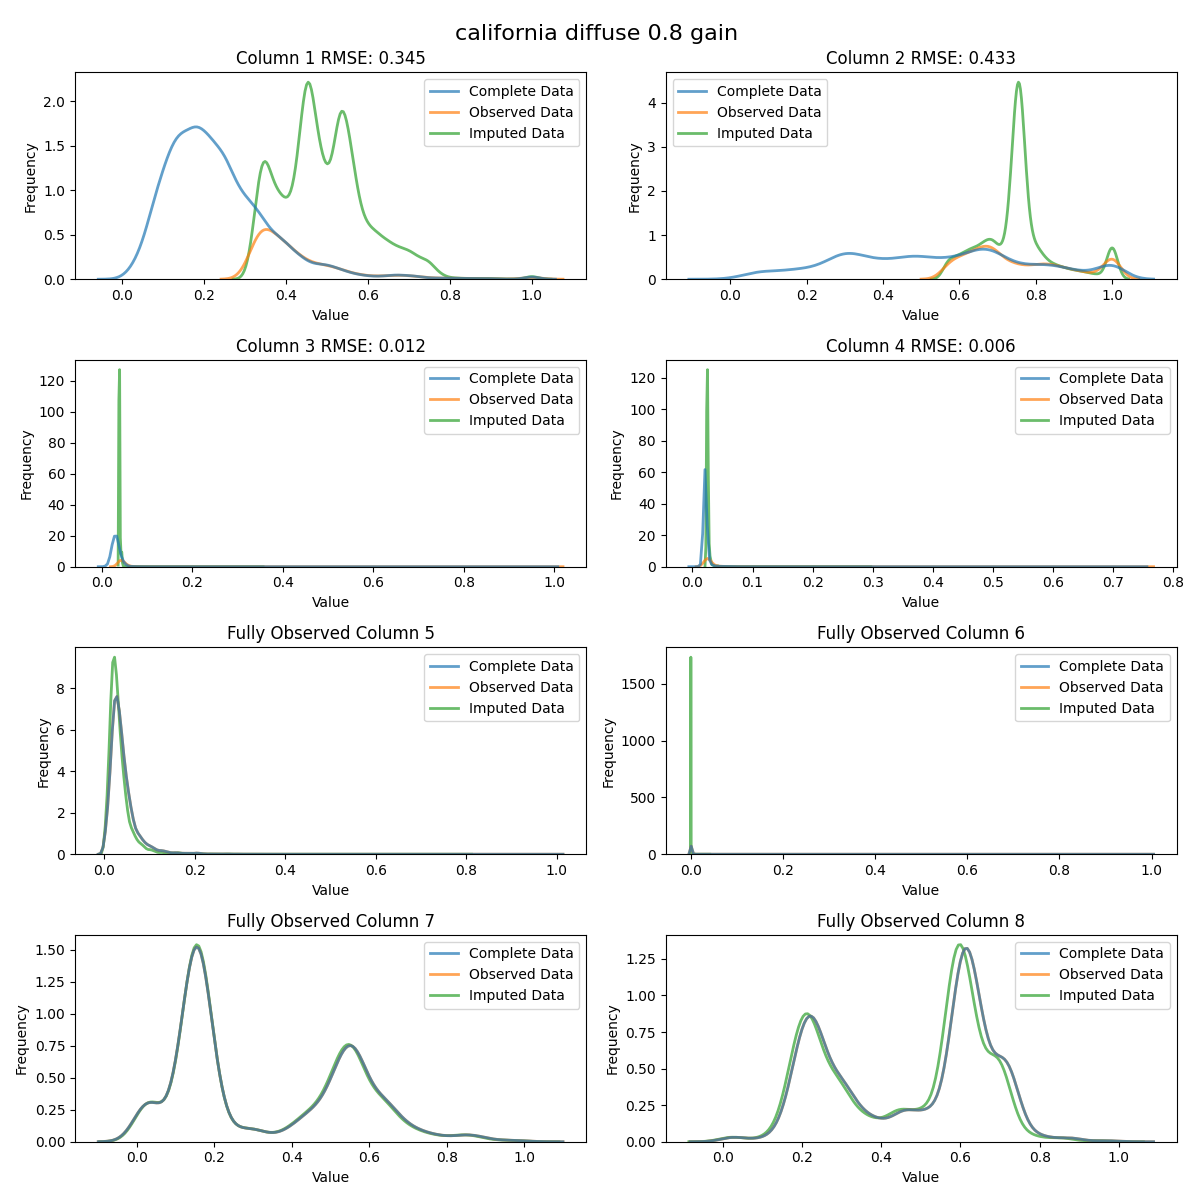 california diffuse 0.8 gain
Column 1 RMSE: 0.345
Frequency
2.0
1.5
1.0
0.5
0.0
Complete Data
Observed Data
Imputed Data
0.0 0.2 0.4 0.6 0.8 1.0
Value
Column 2 RMSE: 0.433
Frequency
4
3
2
1
0
Complete Data
Observed Data
Imputed Data
0.0 0.2 0.4 0.6 0.8 1.0
Value
Column 3 RMSE: 0.012
Frequency
120
100
80
60
40
20
0
Complete Data
Observed Data
Imputed Data
0.0 0.2 0.4 0.6 0.8 1.0
Value
Column 4 RMSE: 0.006
Frequency
120
100
80
60
40
20
0
Complete Data
Observed Data
Imputed Data
0.0 0.1 0.2 0.3 0.4 0.5 0.6 0.7 0.8
Value
Fully Observed Column 5
Frequency
8
6
4
2
0
Complete Data
Observed Data
Imputed Data
0.0 0.2 0.4 0.6 0.8 1.0
Value
Fully Observed Column 6
Frequency
1500
1000
500
0
Complete Data
Observed Data
Imputed Data
0.0 0.2 0.4 0.6 0.8 1.0
Value
Fully Observed Column 7
Frequency
1.50
1.25
1.00
0.75
0.50
0.25
0.00
Complete Data
Observed Data
Imputed Data
0.0 0.2 0.4 0.6 0.8 1.0
Value
Fully Observed Column 8
Frequency
1.25
1.00
0.75
0.50
0.25
0.00
Complete Data
Observed Data
Imputed Data
0.0 0.2 0.4 0.6 0.8 1.0
Value